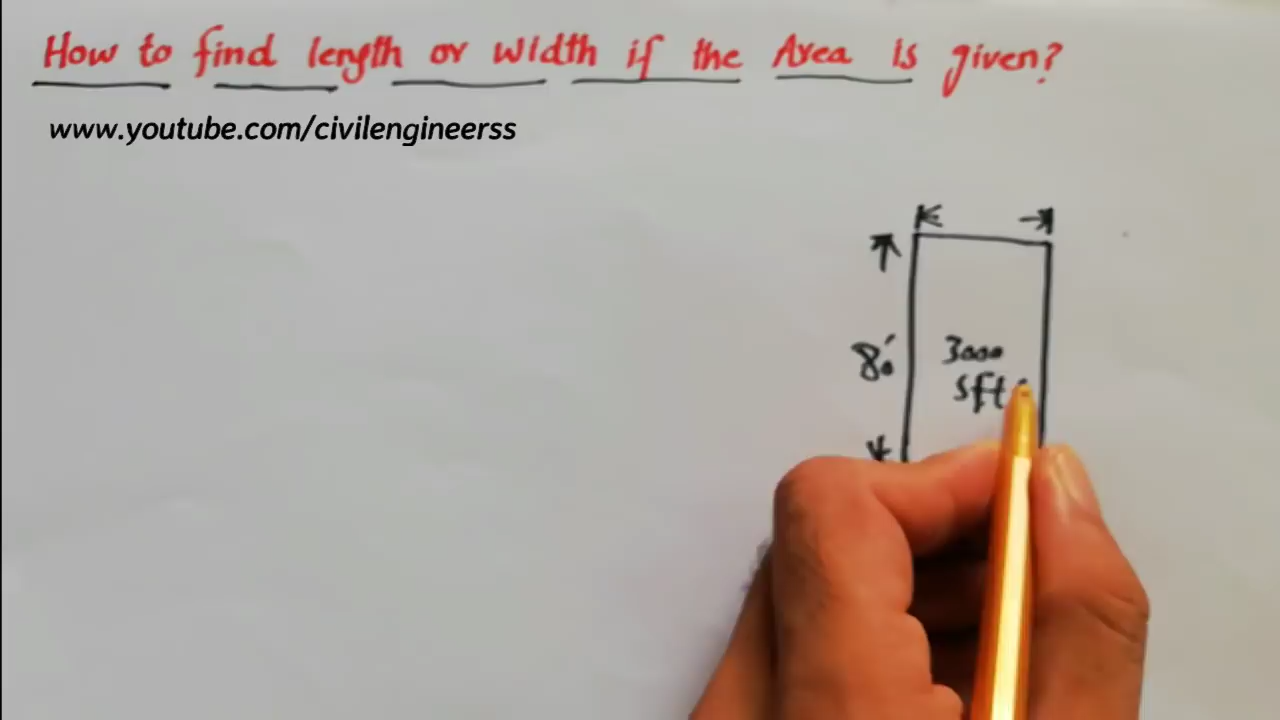 How to find length or width if the Area is given?
www.youtube.com/civilengineerss
80'
3000
sft